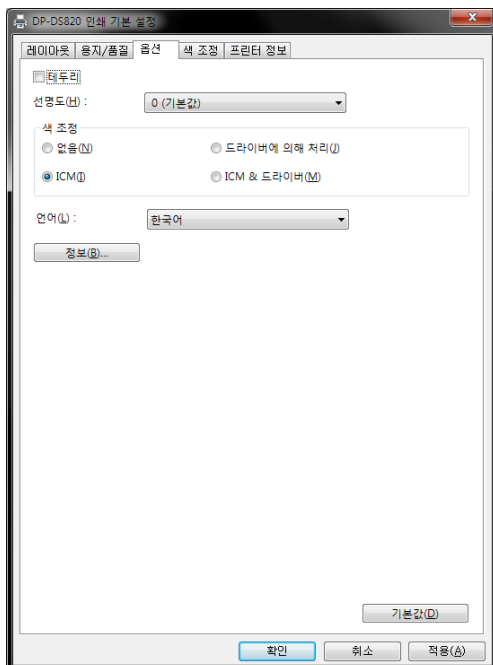 DP-DS820 인쇄 기본 설정
레이아웃 용지/품질 옵션 색 조정 프린터 정보
테두리
선명도(H) : 0 (기본값)
색 조정
없음(N) 드라이버에 의해 처리(J)
ICM(I) ICM & 드라이버(M)
언어(L) : 한국어
정보(B)...
기본값(D)
확인 취소 적용(A)